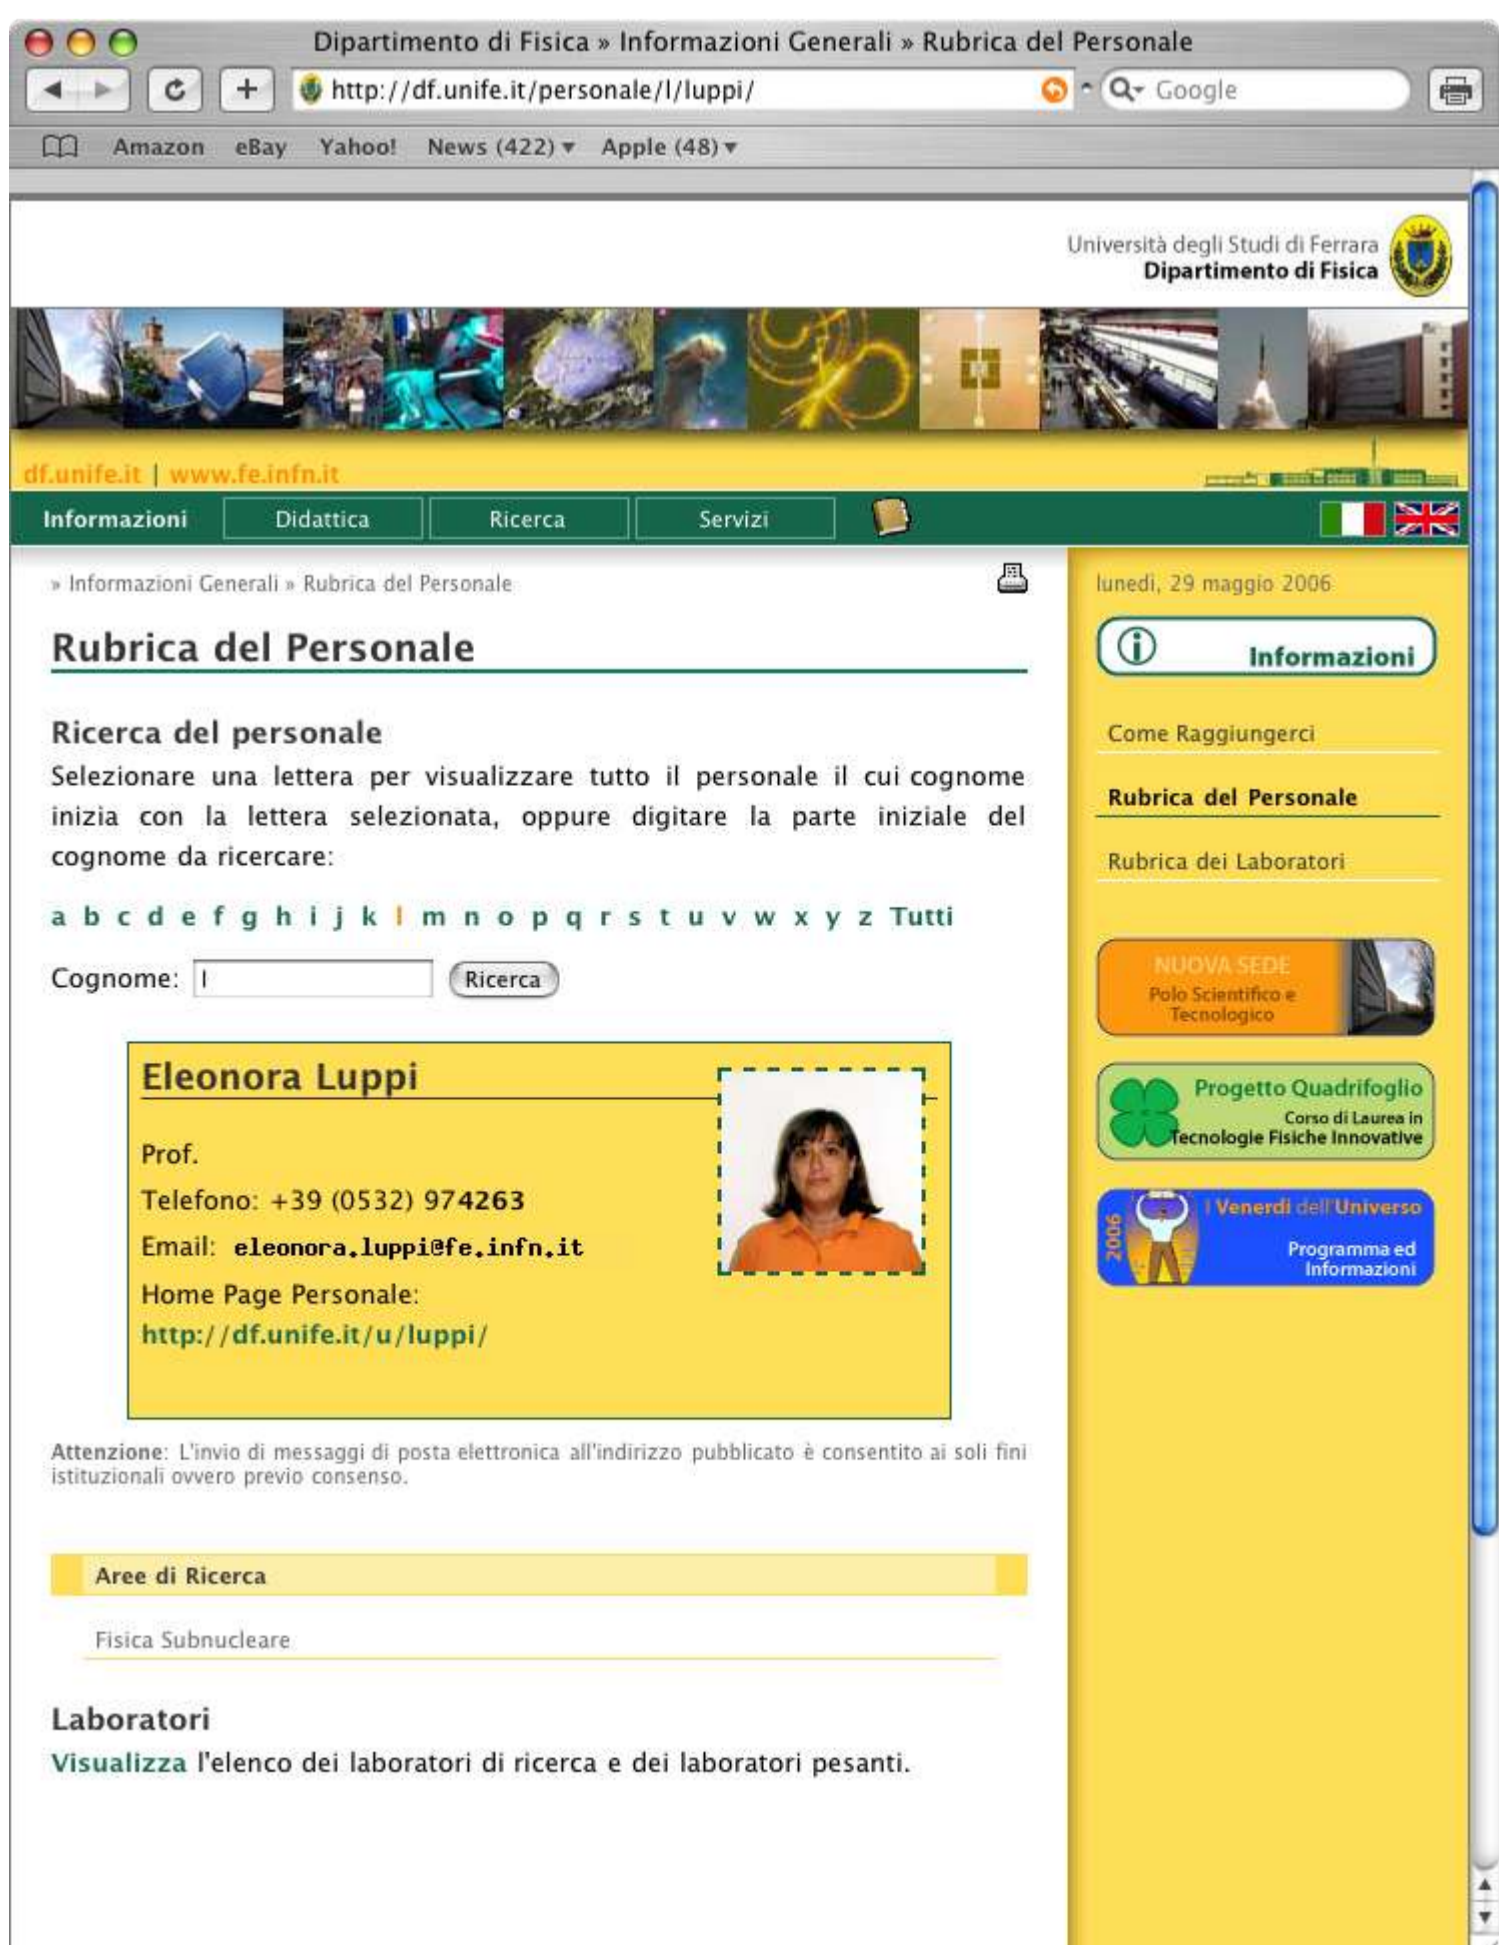 Dipartimento di Fisica » Informazioni Generali » Rubrica del Personale
http://df.unife.it/personale/l/luppi/
Google
Amazon eBay Yahoo! News (422) Apple (48)
Università degli Studi di Ferrara
Dipartimento di Fisica
df.unife.it | www.fe.infn.it
Informazioni Didattica Ricerca Servizi
» Informazioni Generali » Rubrica del Personale
Rubrica del Personale
Ricerca del personale
Selezionare una lettera per visualizzare tutto il personale il cui cognome
inizia con la lettera selezionata, oppure digitare la parte iniziale del
cognome da ricercare:
a b c d e f g h i j k l m n o p q r s t u v w x y z Tutti
Cognome: l Ricerca
Eleonora Luppi
Prof.
Telefono: +39 (0532) 974263
Email: eleonora.luppi@fe.infn.it
Home Page Personale:
http://df.unife.it/u/luppi/
Attenzione: L'invio di messaggi di posta elettronica all'indirizzo pubblicato è consentito ai soli fini
istituzionali ovvero previo consenso.
Aree di Ricerca
Fisica Subnucleare
Laboratori
Visualizza l'elenco dei laboratori di ricerca e dei laboratori pesanti.
lunedì, 29 maggio 2006
Informazioni
Come Raggiungerci
Rubrica del Personale
Rubrica dei Laboratori
NUOVA SEDE
Polo Scientifico e
Tecnologico
Progetto Quadrifoglio
Corso di Laurea in
Tecnologie Fisiche Innovative
2006
I Venerdì dell'Universo
Programma ed
Informazioni